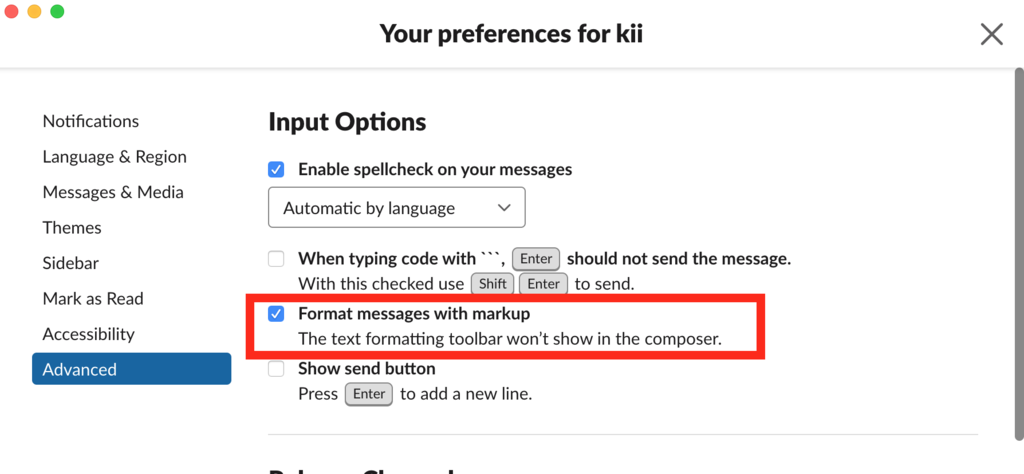 Your preferences for kii
Notifications
Language & Region
Messages & Media
Themes
Sidebar
Mark as Read
Accessibility
Advanced
Input Options
Enable spellcheck on your messages
Automatic by language
When typing code with ```, Enter should not send the message.
With this checked use Shift Enter to send.
Format messages with markup
The text formatting toolbar won’t show in the composer.
Show send button
Press Enter to add a new line.